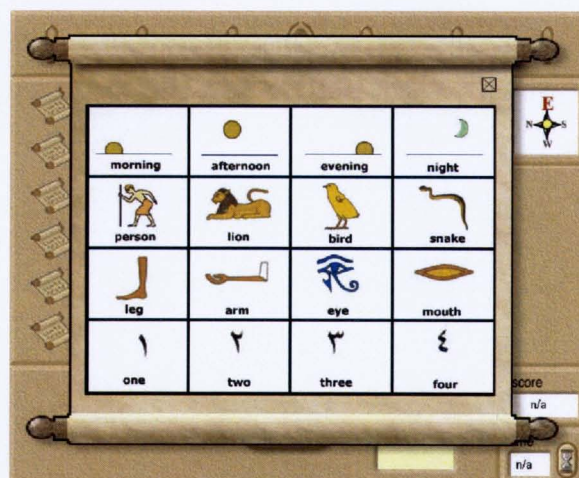 E
N S
W
morning afternoon evening night
person lion bird snake
leg arm eye mouth
١ ٢ ٣ ٤
one two three four
score
n/a
n/a